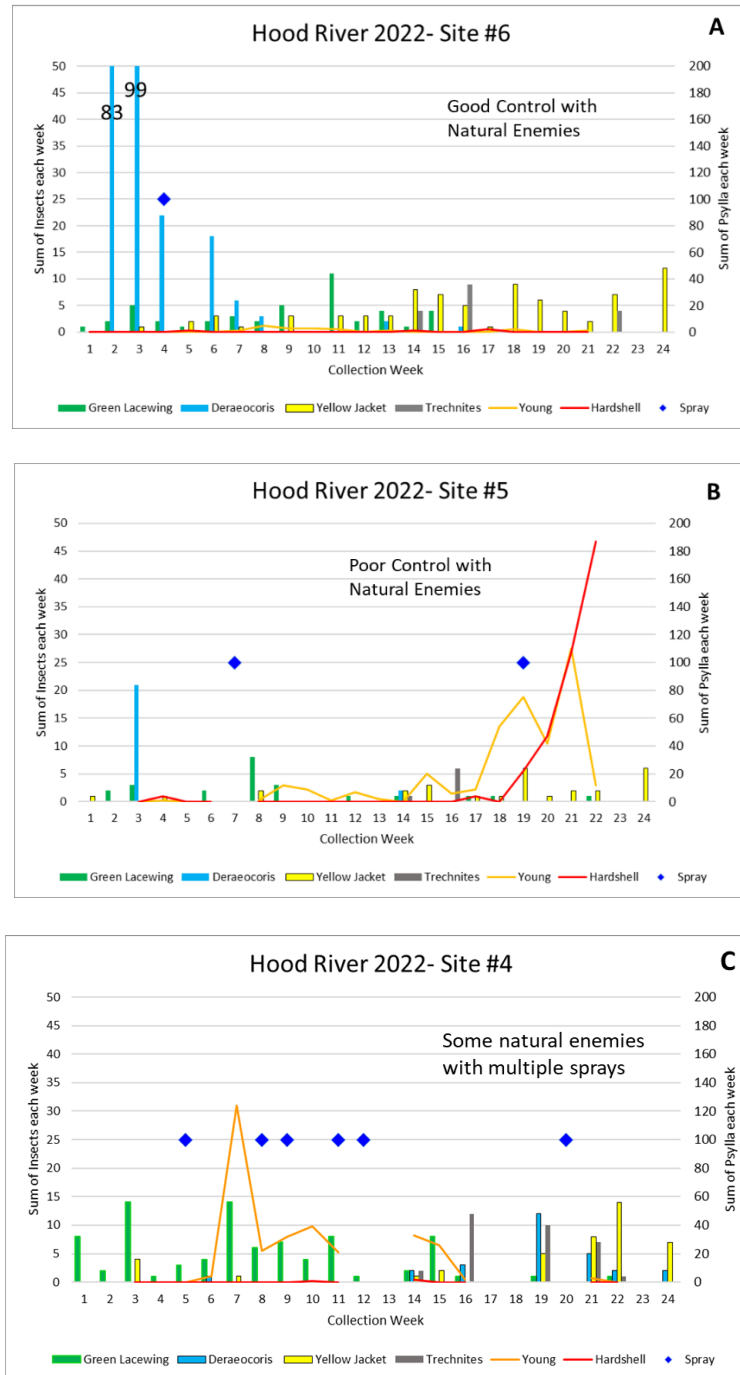 Hood River 2022- Site #6
A
50
45
40
35
30
25
20
15
10
5
0
Sum of Insects each week
83
99
Good Control with
Natural Enemies
200
180
160
140
120
100
80
60
40
20
0
Sum of Psylla each week
1 2 3 4 5 6 7 8 9 10 11 12 13 14 15 16 17 18 19 20 21 22 23 24
Collection Week
Green Lacewing Deraeocoris Yellow Jacket Trechnites Young Hardshell Spray
Hood River 2022- Site #5
B
50
45
40
35
30
25
20
15
10
5
0
Sum of Insects each week
Poor Control with
Natural Enemies
200
180
160
140
120
100
80
60
40
20
0
Sum of Psylla each week
1 2 3 4 5 6 7 8 9 10 11 12 13 14 15 16 17 18 19 20 21 22 23 24
Collection Week
Green Lacewing Deraeocoris Yellow Jacket Trechnites Young Hardshell Spray
Hood River 2022- Site #4
C
50
45
40
35
30
25
20
15
10
5
0
Sum of Insects each week
Some natural enemies
with multiple sprays
200
180
160
140
120
100
80
60
40
20
0
Sum of Psylla each week
1 2 3 4 5 6 7 8 9 10 11 12 13 14 15 16 17 18 19 20 21 22 23 24
Collection Week
Green Lacewing Deraeocoris Yellow Jacket Trechnites Young Hardshell Spray